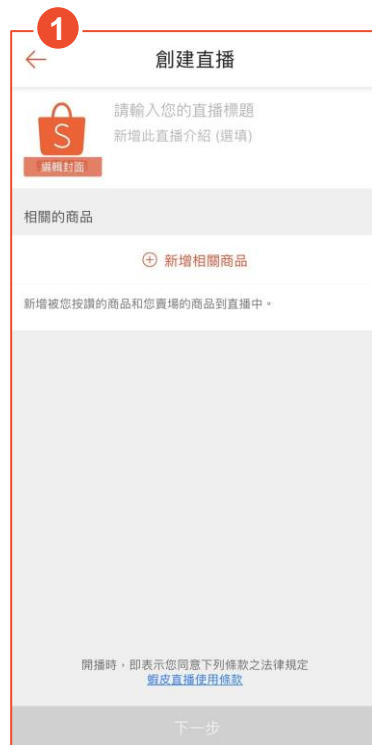 1
創建直播
請輸入您的直播標題
新增此直播介紹 (選填)
S
編輯封面
相關的商品
新增相關商品
新增被您按讚的商品和您賣場的商品到直播中。
開播時，即表示您同意下列條款之法律規定
蝦皮直播使用條款
下一步